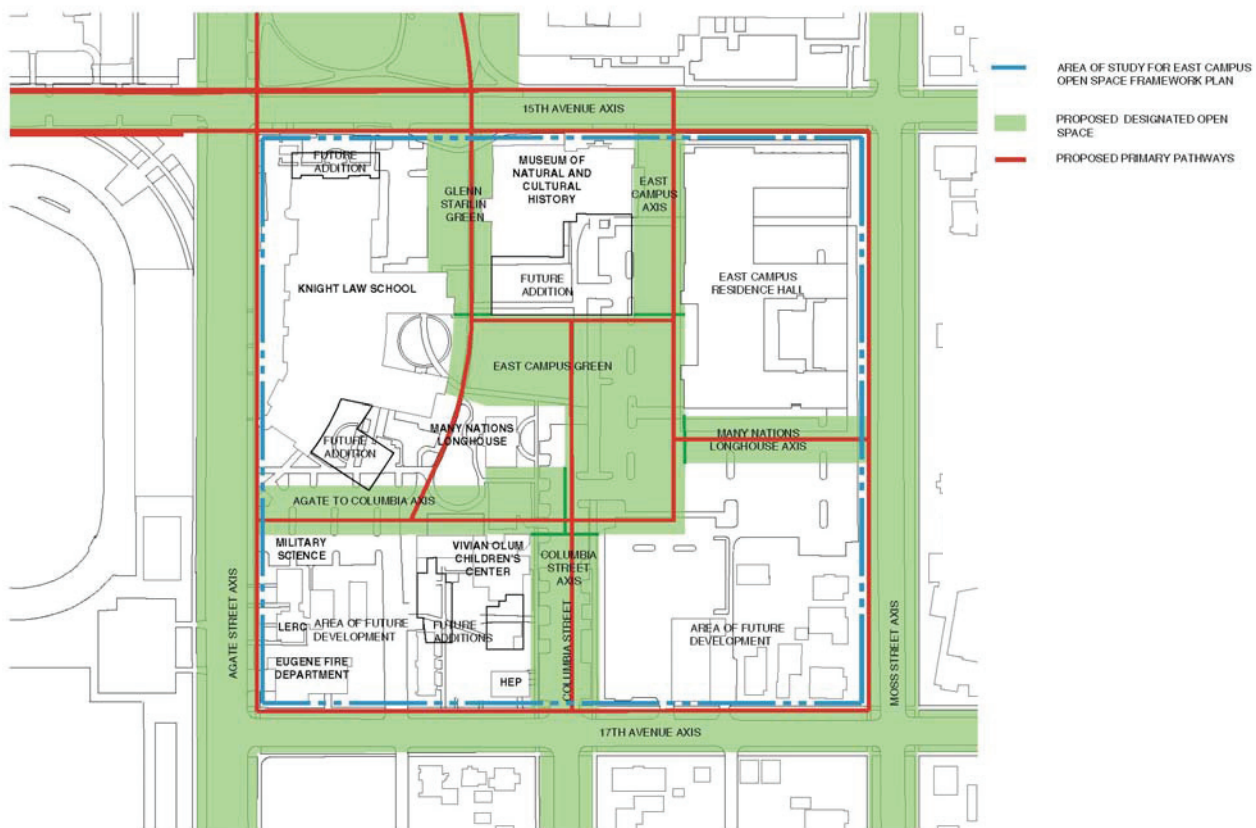 AREA OF STUDY FOR EAST CAMPUS
OPEN SPACE FRAMEWORK PLAN
PROPOSED DESIGNATED OPEN
SPACE
PROPOSED PRIMARY PATHWAYS
15TH AVENUE AXIS
FUTURE
ADDITION
GLENN
STARLIN
GREEN
MUSEUM OF
NATURAL AND
CULTURAL
HISTORY
EAST
CAMPUS
AXIS
KNIGHT LAW SCHOOL
FUTURE
ADDITION
EAST CAMPUS
RESIDENCE HALL
EAST CAMPUS GREEN
FUTURE S
ADDITION
MANY NATIONS
LONGHOUSE
MANY NATIONS
LONGHOUSE AXIS
AGATE TO COLUMBIA AXIS
MILITARY
SCIENCE
VIVIAN OLUM
CHILDREN'S
CENTER
COLUMBIA
STREET
AXIS
LERC
AREA OF FUTURE
DEVELOPMENT
FUTURE
ADDITIONS
AREA OF FUTURE
DEVELOPMENT
EUGENE FIRE
DEPARTMENT
HEP
COLUMBIA STREET
AGATE STREET AXIS
MOSS STREET AXIS
17TH AVENUE AXIS